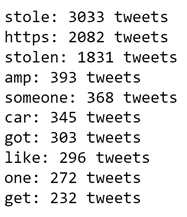 stole: 3033 tweets
https: 2082 tweets
stolen: 1831 tweets
amp: 393 tweets
someone: 368 tweets
car: 345 tweets
got: 303 tweets
like: 296 tweets
one: 272 tweets
get: 232 tweets